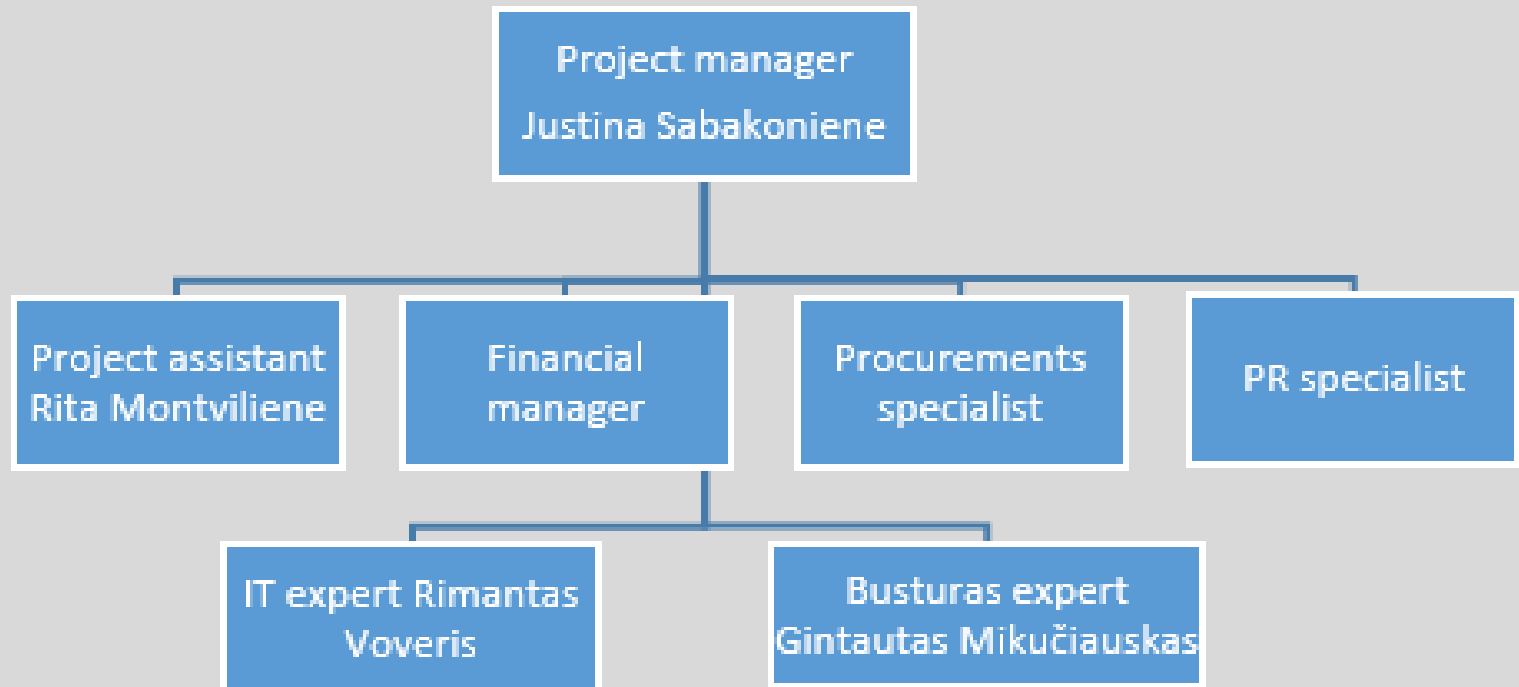 Project manager
Justina Sabakoniene
Project assistant
Rita Montviliene
Financial
manager
Procurements
specialist
PR specialist
IT expert Rimantas
Voveris
Busturas expert
Gintautas Mikučiauskas